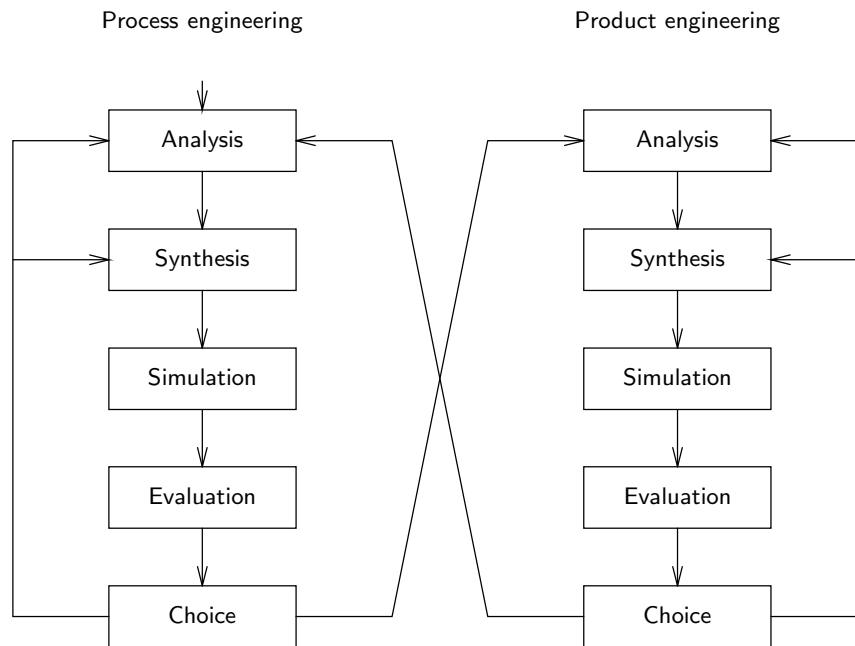 Process engineering
Product engineering
Analysis
Analysis
Synthesis
Synthesis
Simulation
Simulation
Evaluation
Evaluation
Choice
Choice